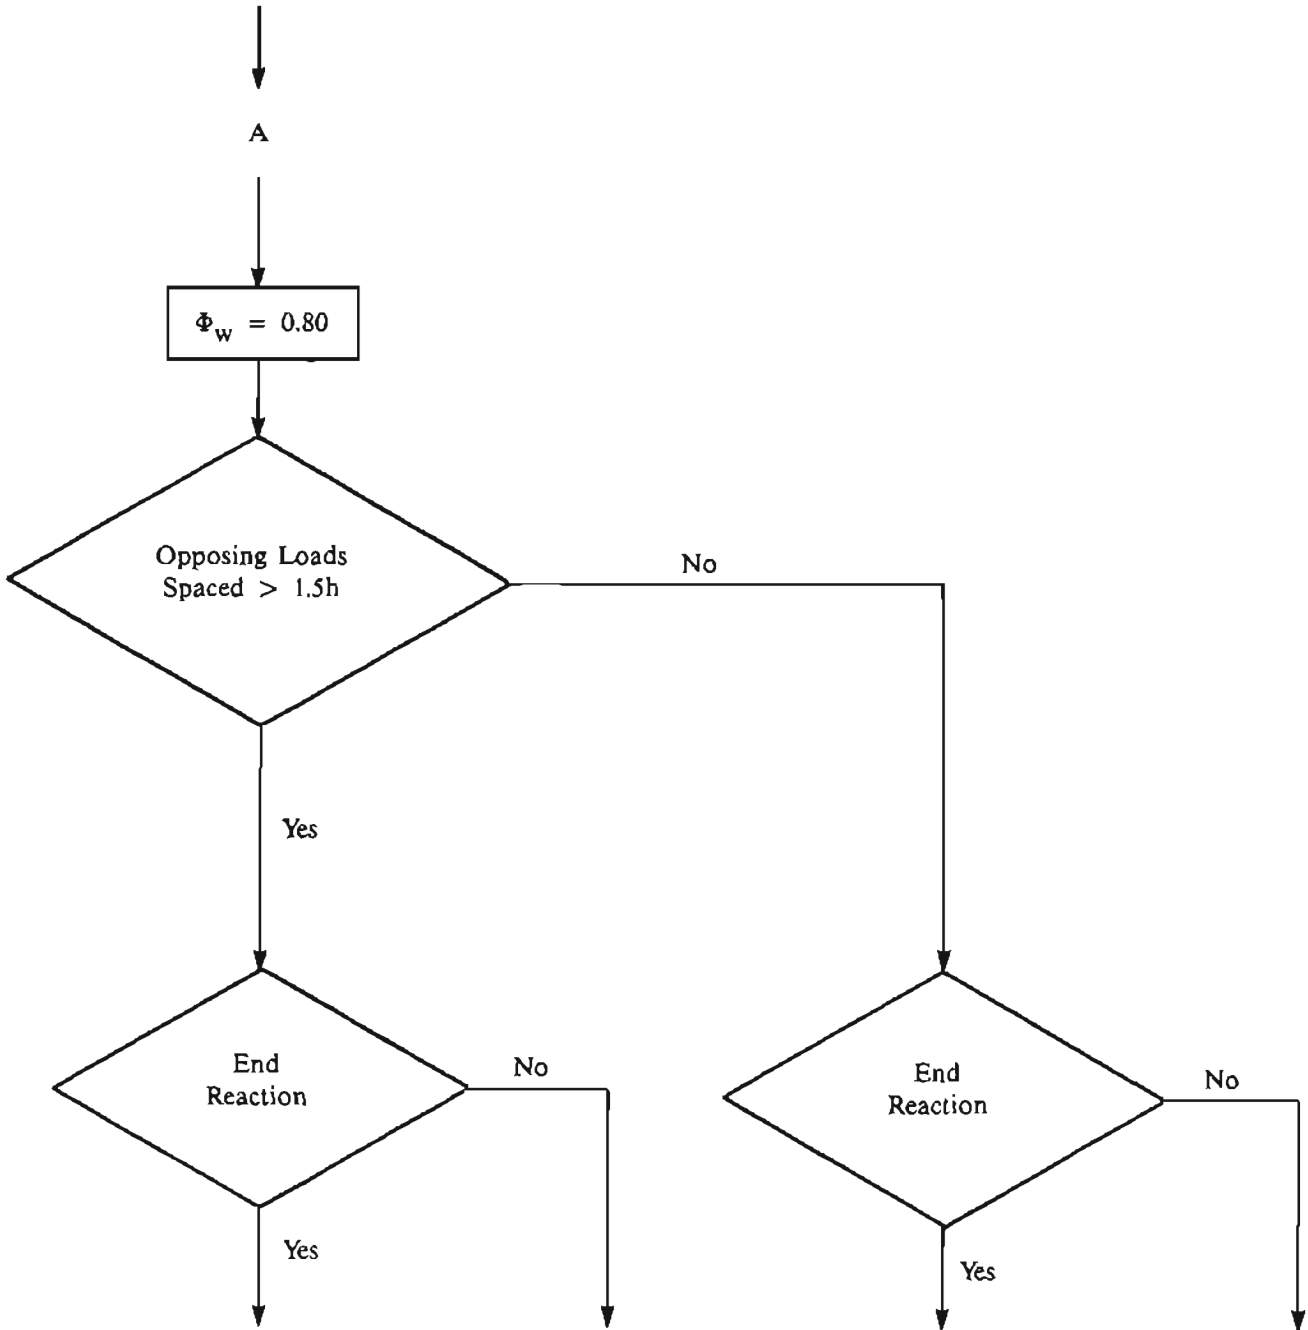 A
Φw = 0.80
Opposing Loads
Spaced > 1.5h
No
Yes
End
Reaction
No
End
Reaction
No
Yes
Yes